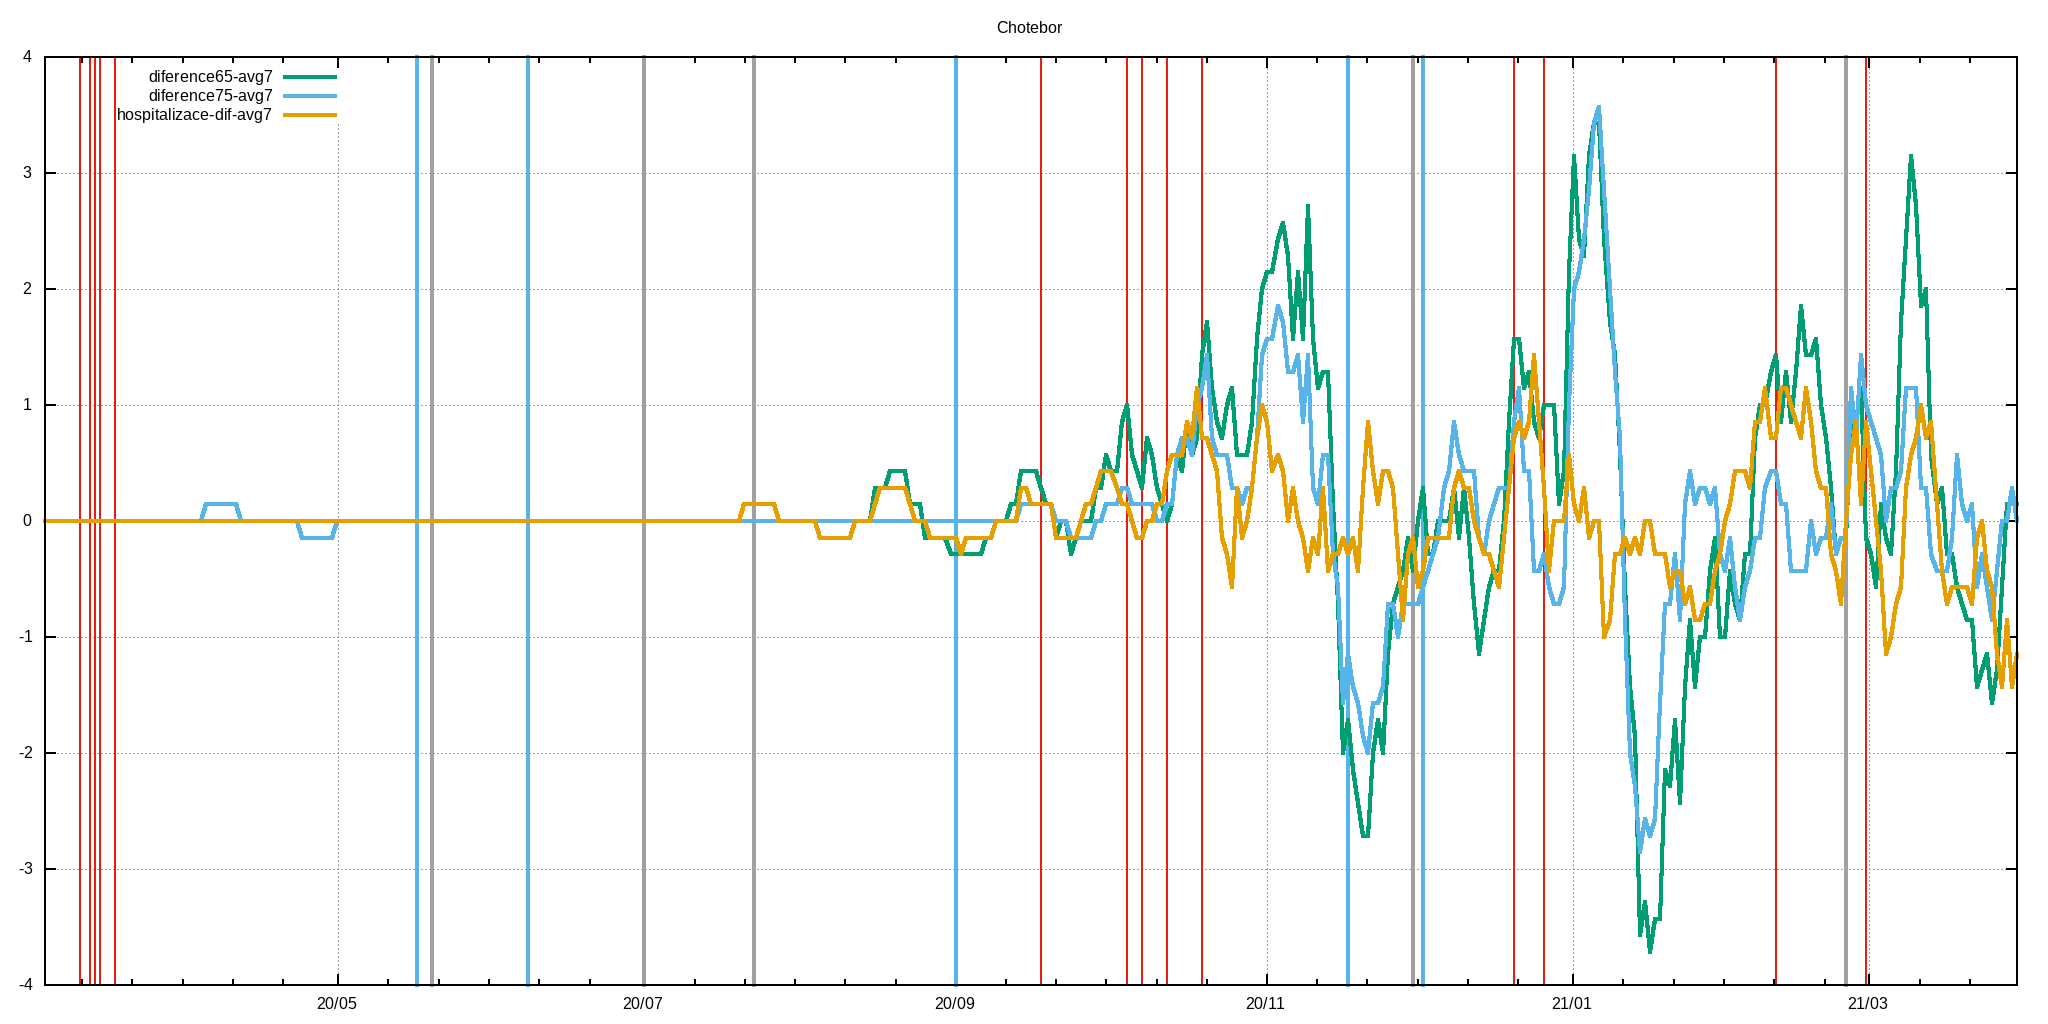 Chotebor
4
diference65-avg7
diference75-avg7
hospitalizace-dif-avg7
3
2
1
0
-1
-2
-3
-4
20/05 20/07 20/09 20/11 21/01 21/03